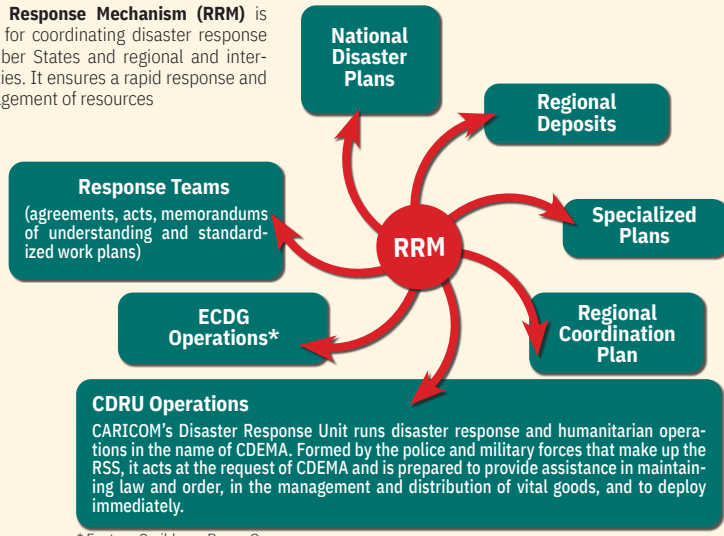 Response Mechanism (RRM) is
for coordinating disaster response
ber States and regional and inter-
cies. It ensures a rapid response and
agement of resources
National
Disaster
Plans
Regional
Deposits
Response Teams
(agreements, acts, memorandums
of understanding and standard-
ized work plans)
Specialized
Plans
RRM
ECDG
Operations*
Regional
Coordination
Plan
CDRU Operations
CARICOM's Disaster Response Unit runs disaster response and humanitarian opera-
tions in the name of CDEMA. Formed by the police and military forces that make up the
RSS, it acts at the request of CDEMA and is prepared to provide assistance in maintain-
ing law and order, in the management and distribution of vital goods, and to deploy
immediately.